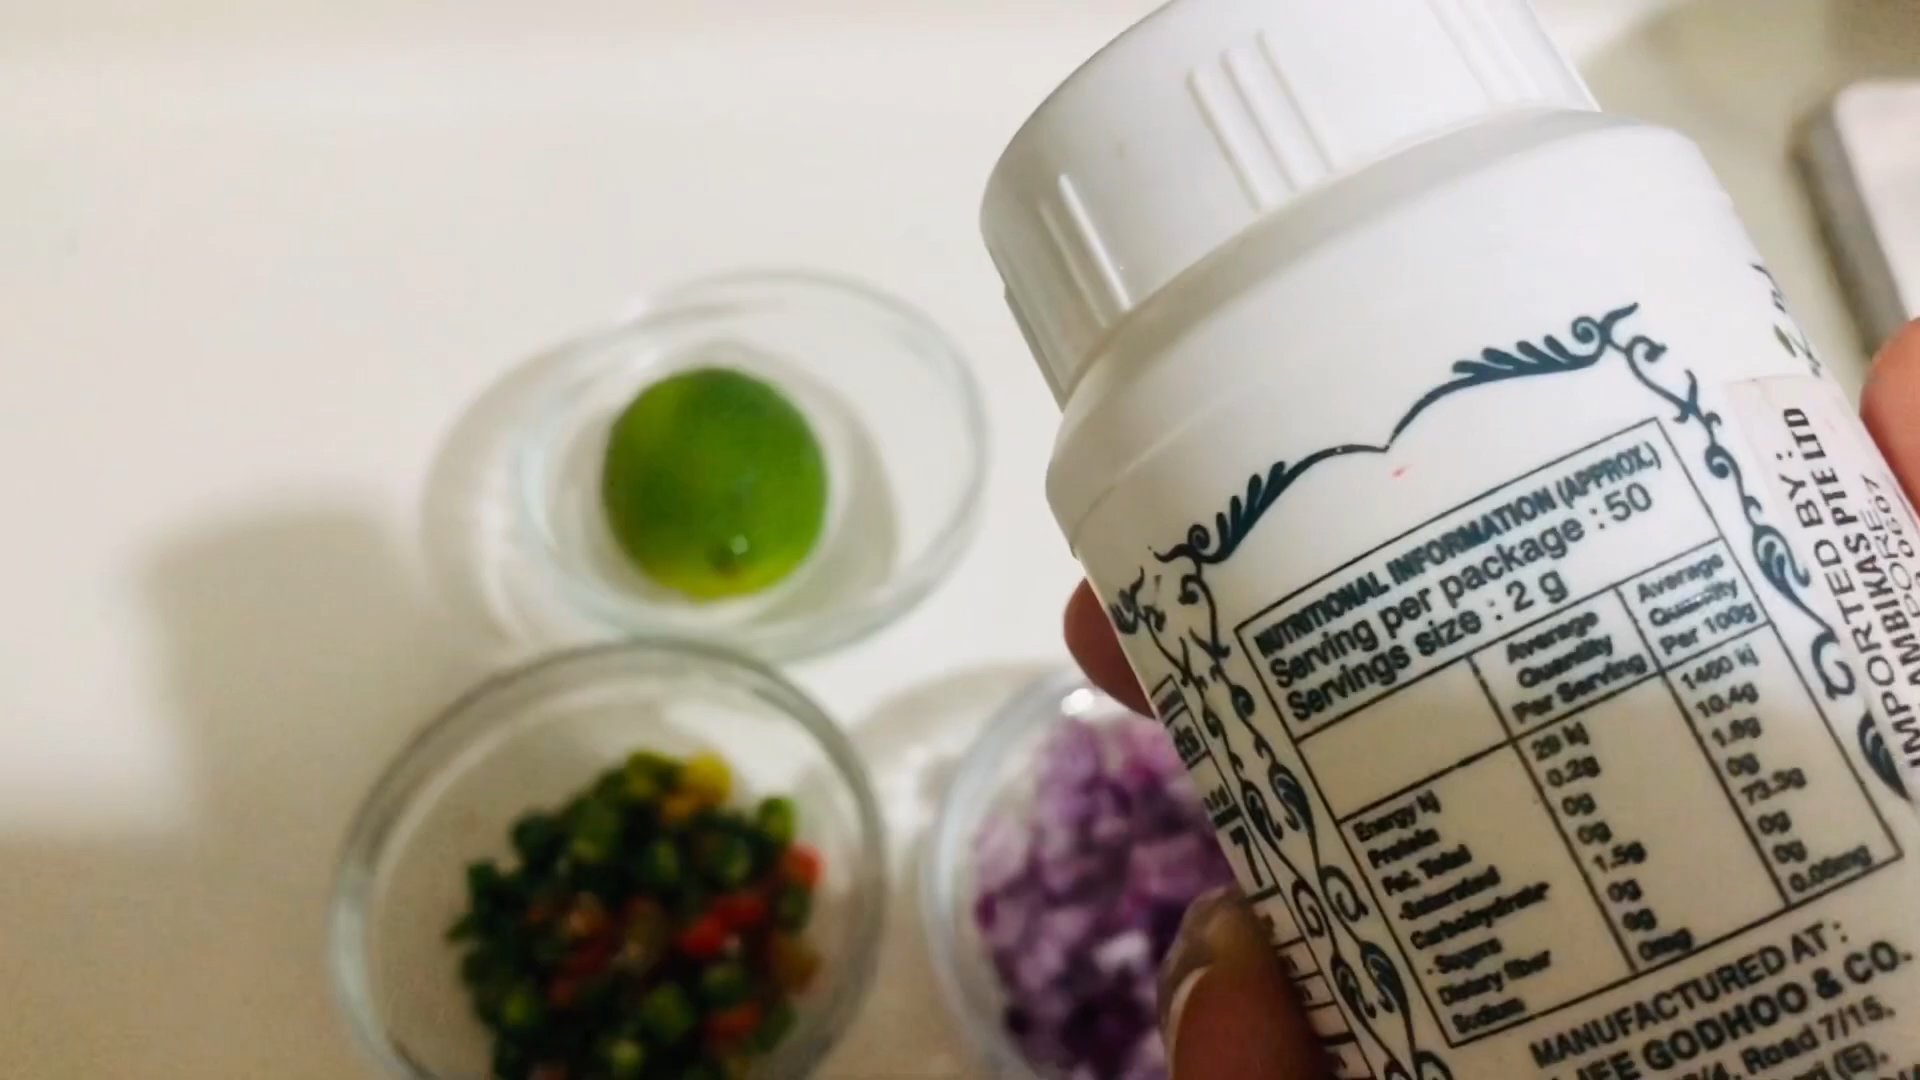 NUTRITIONAL INFORMATION (APPROX.)
Serving per package : 50
Servings size : 2 g
Average Quantity Per Serving
Average Quantity Per 100g
Energy kj 29 kj 1460 kj
Protein 0.2g 10.4g
Fat, Total 0g 1.8g
-Saturated 0g 0g
Carbohydrate 1.5g 73.3g
- Sugars 0g 0g
Dietary fiber 0g 0g
Sodium 0mg 0.08mg
MANUFACTURED AT :
GODHOO & CO.
Road 7/15,
IMPORTED BY :
AMBIKAS PTE LTD